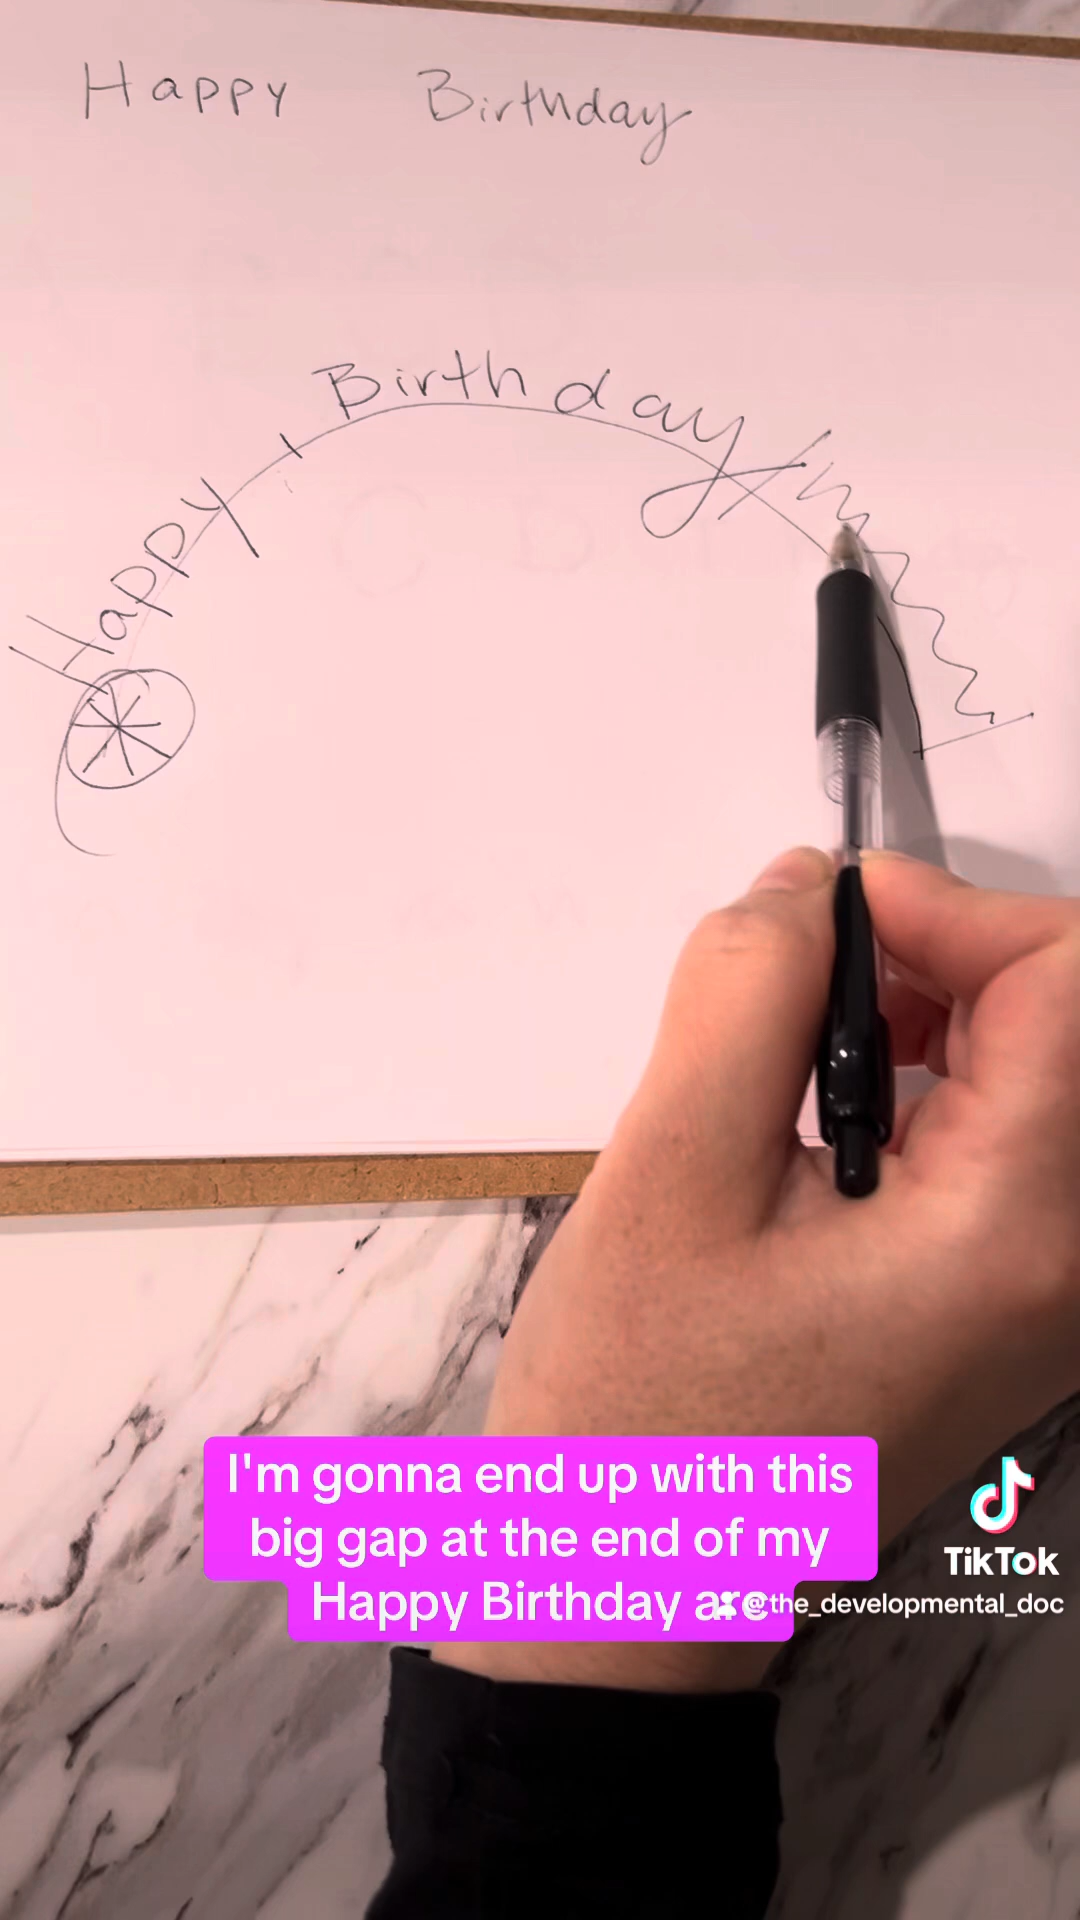 Happy Birthday
Happy Birthday
I'm gonna end up with this
big gap at the end of my
Happy Birthday are
TikTok
@the_developmental_doc